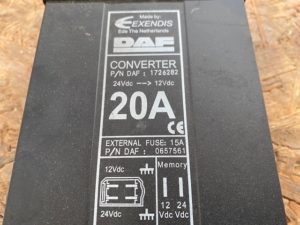 Made by
EXENDIS
Ede The Netherlands
DAF
CONVERTER
P/N DAF : 1726282
24Vdc --> 12Vdc
20A
CE
EXTERNAL FUSE: 15A
P/N DAF : 0657561
12Vdc
Memory
24Vdc
12 24
Vdc Vdc